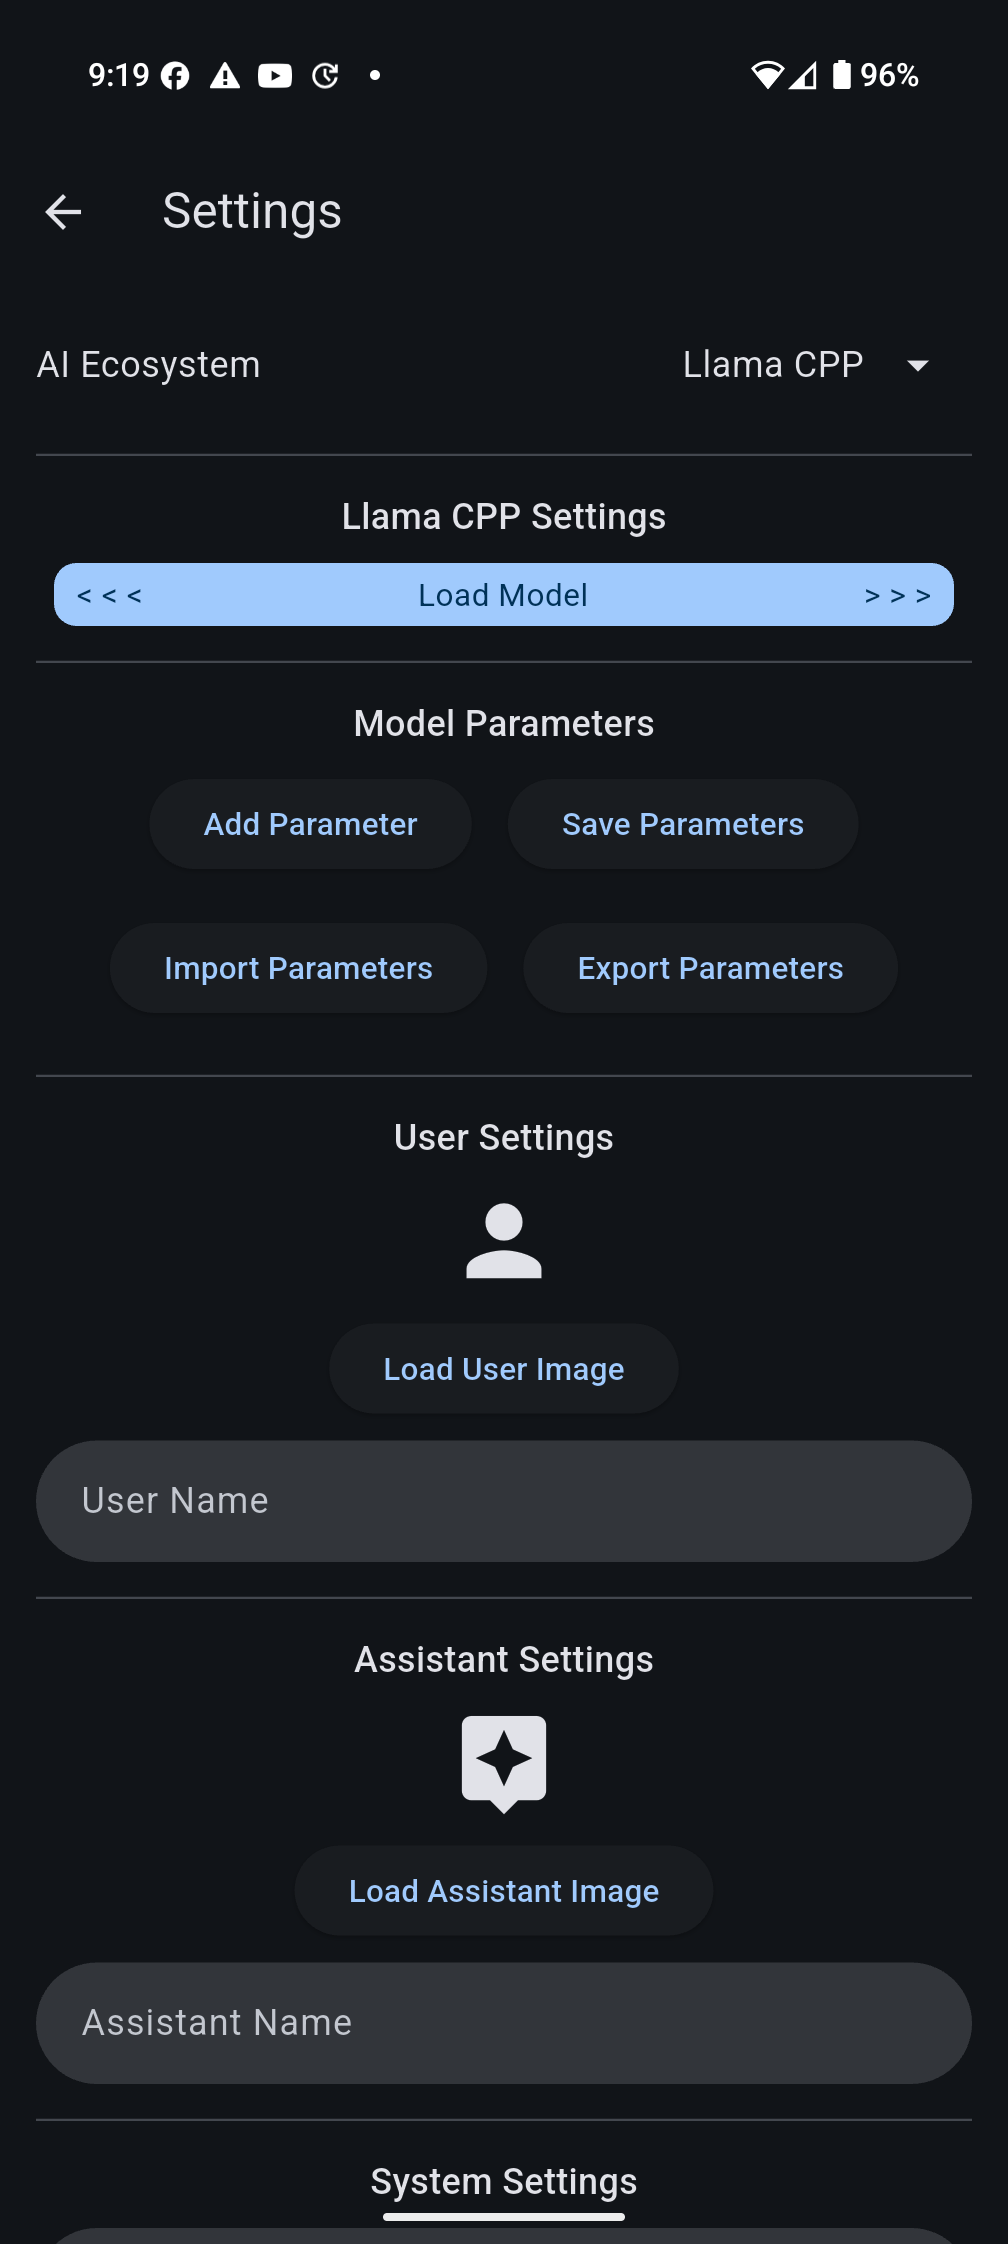 9:19 96%
Settings
AI Ecosystem Llama CPP
Llama CPP Settings
< < < Load Model > > >
Model Parameters
Add Parameter Save Parameters
Import Parameters Export Parameters
User Settings
Load User Image
User Name
Assistant Settings
Load Assistant Image
Assistant Name
System Settings